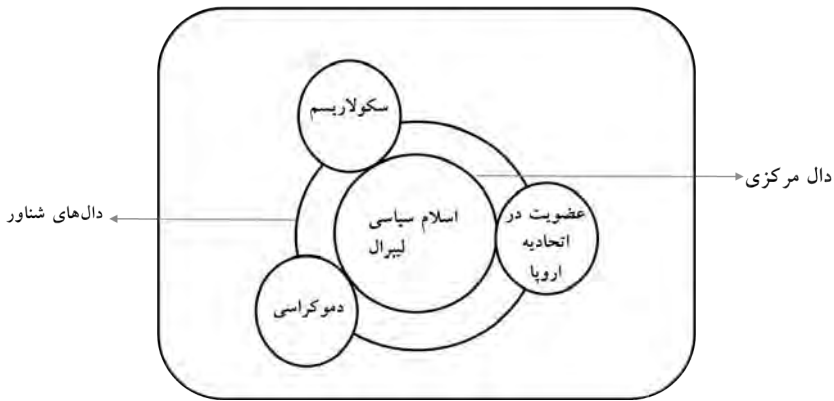 سکولاریسم
دال مرکزی
عضویت در
اتحادیه
اروپا
اسلام سیاسی
لیبرال
دال‌های شناور
دموکراسی